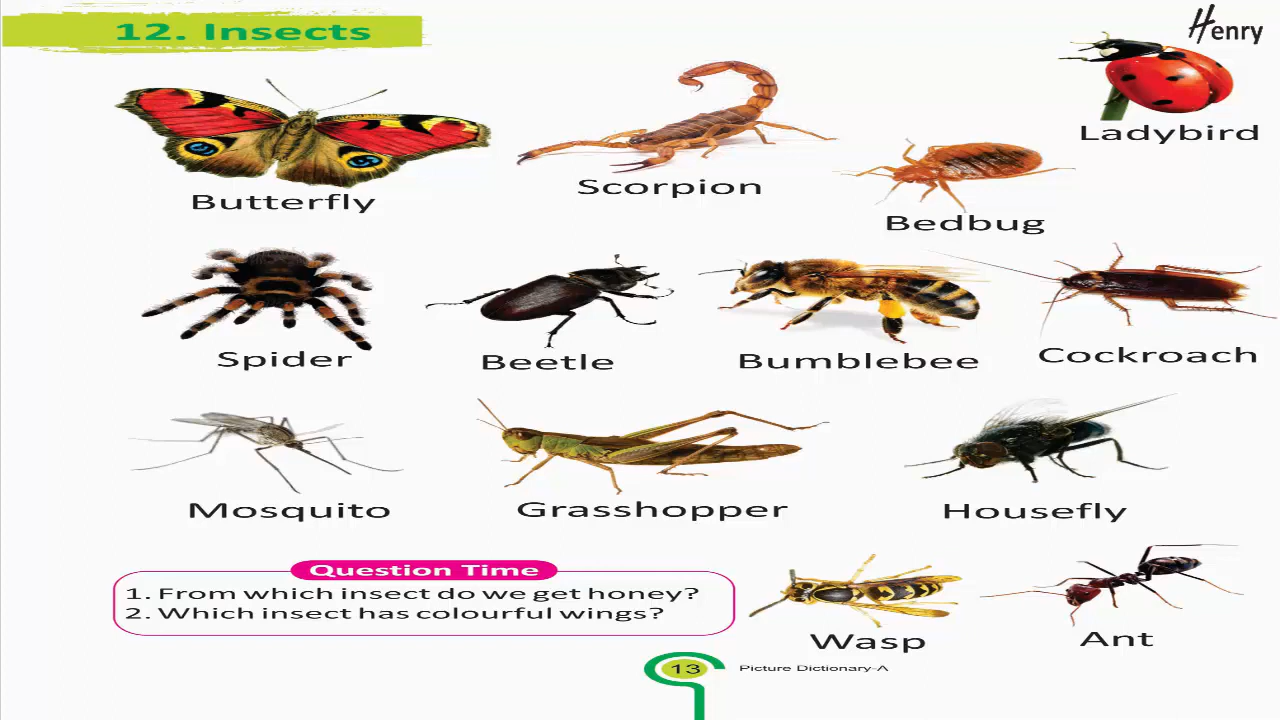 12. Insects
Henry
Ladybird
Butterfly
Scorpion
Bedbug
Spider
Beetle
Bumblebee
Cockroach
Mosquito
Grasshopper
Housefly
Question Time
1. From which insect do we get honey?
2. Which insect has colourful wings?
Wasp
Ant
13
Picture Dictionary-A